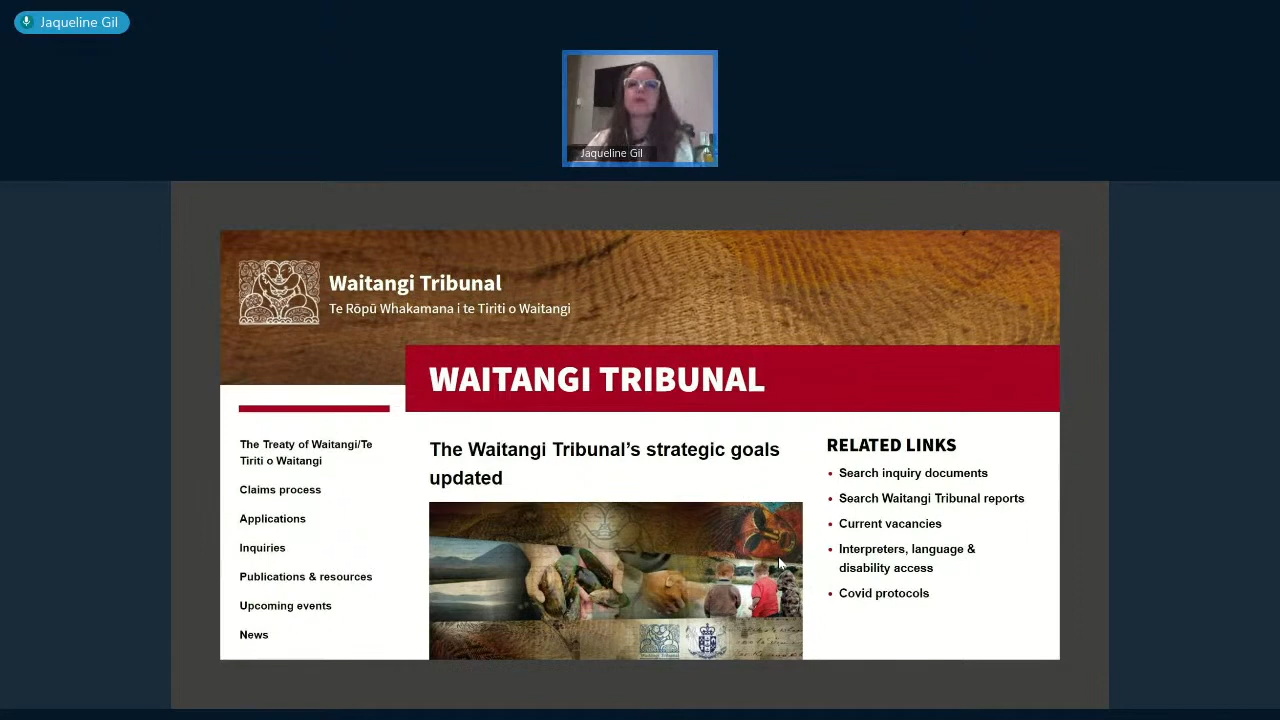 Jaqueline Gil
Jaqueline Gil
Waitangi Tribunal
Te Rōpū Whakamana i te Tiriti o Waitangi
WAITANGI TRIBUNAL
The Treaty of Waitangi/Te
Tiriti o Waitangi
Claims process
Applications
Inquiries
Publications & resources
Upcoming events
News
The Waitangi Tribunal’s strategic goals
updated
RELATED LINKS
• Search inquiry documents
• Search Waitangi Tribunal reports
• Current vacancies
• Interpreters, language &
disability access
• Covid protocols